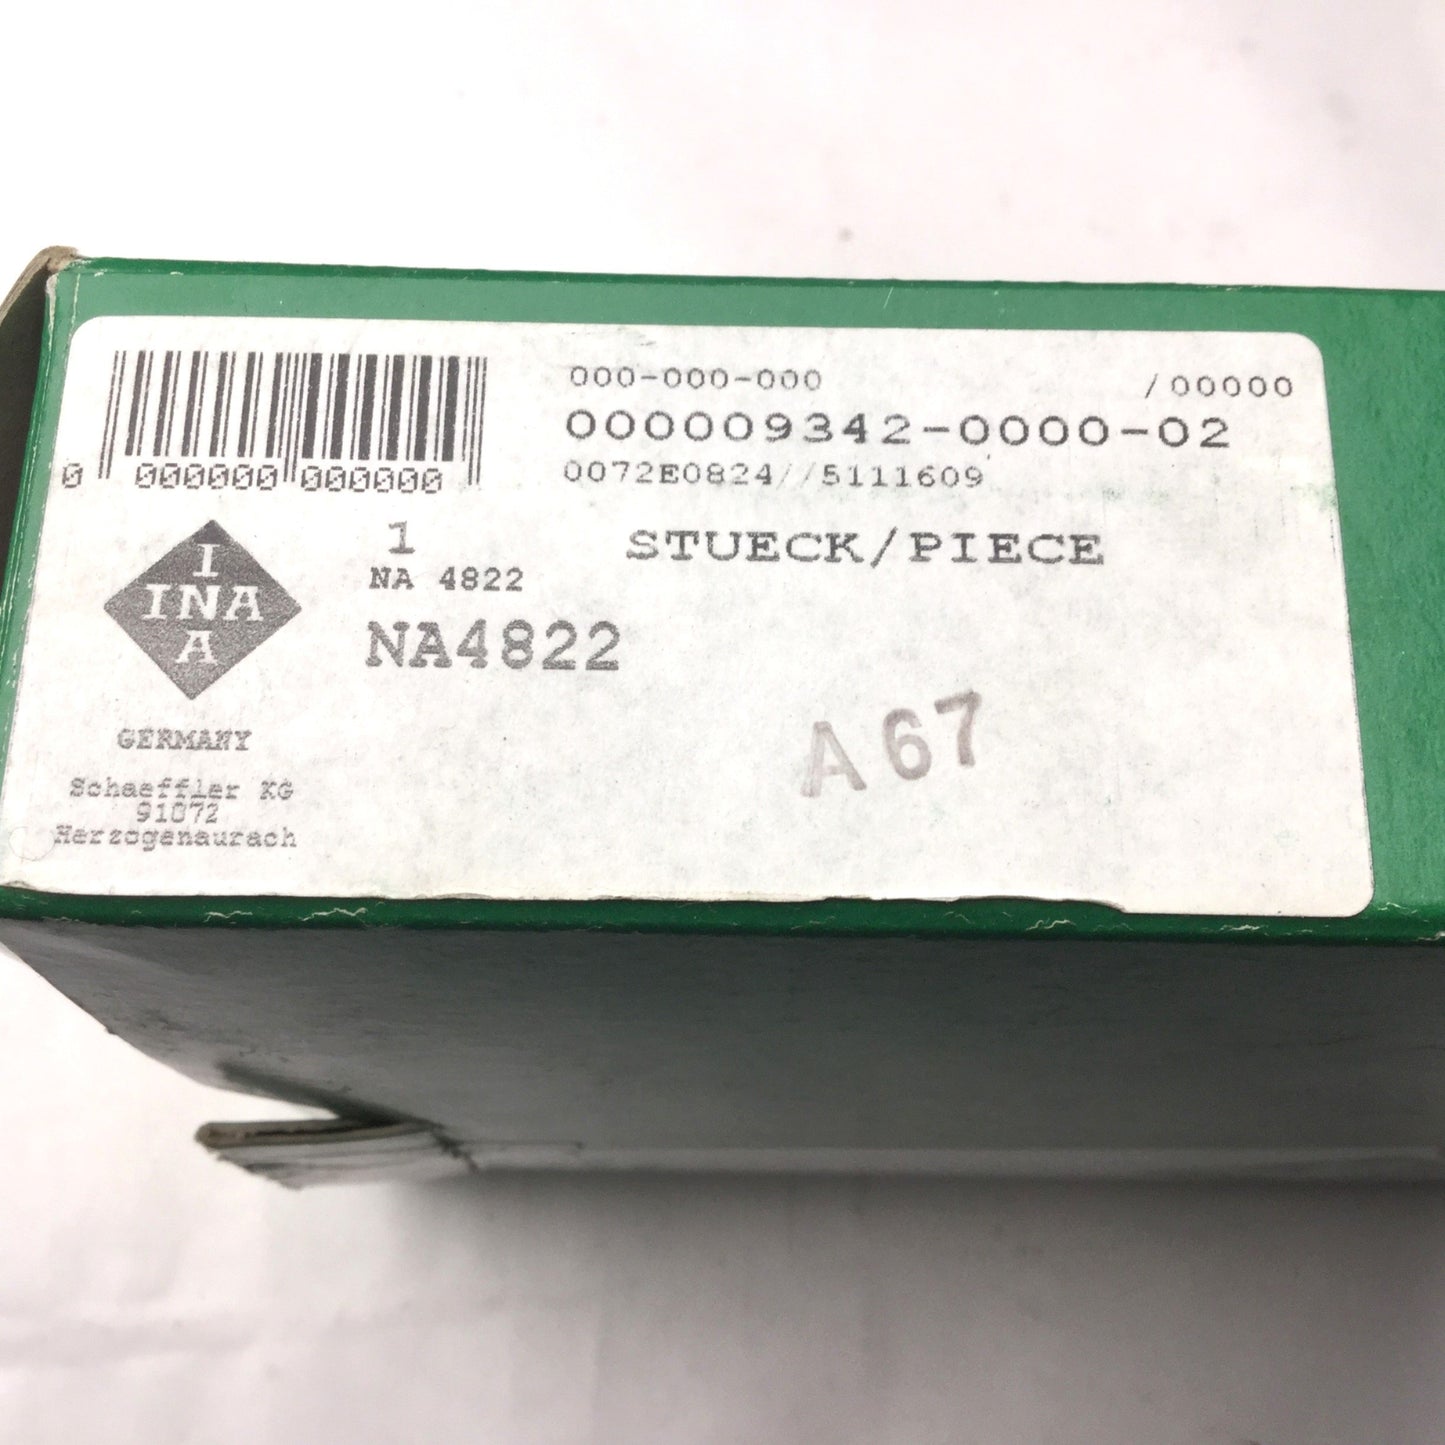 000-000-000 /00000
000009342-0000-02
0072E0824//5111609
0 000000 000000
1 STUECK/PIECE
NA 4822
NA4822
I
INA
A
GERMANY
Schaeffler KG
91072
Herzogenaurach
A67